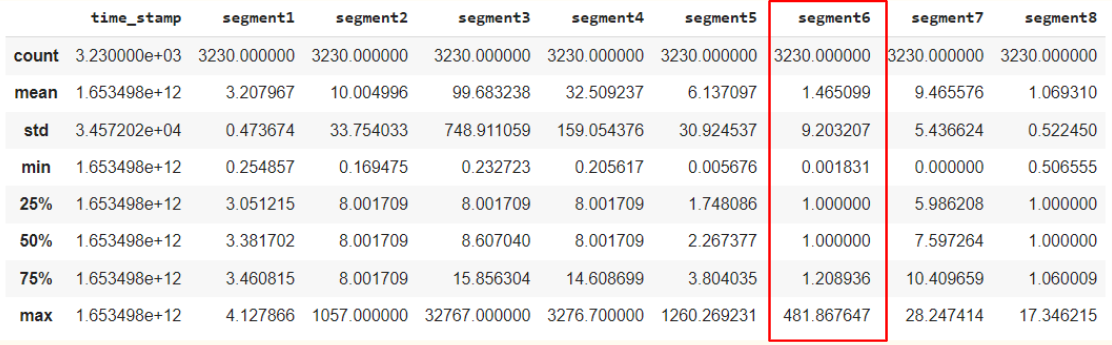 time_stamp segment1 segment2 segment3 segment4 segment5 segment6 segment7 segment8
count 3.230000e+03 3230.000000 3230.000000 3230.000000 3230.000000 3230.000000 3230.000000 3230.000000 3230.000000
mean 1.653498e+12 3.207967 10.004996 99.683238 32.509237 6.137097 1.465099 9.465576 1.069310
std 3.457202e+04 0.473674 33.754033 748.911059 159.054376 30.924537 9.203207 5.436624 0.522450
min 1.653498e+12 0.254857 0.169475 0.232723 0.205617 0.005676 0.001831 0.000000 0.506555
25% 1.653498e+12 3.051215 8.001709 8.001709 8.001709 1.748086 1.000000 5.986208 1.000000
50% 1.653498e+12 3.381702 8.001709 8.607040 8.001709 2.267377 1.000000 7.597264 1.000000
75% 1.653498e+12 3.460815 8.001709 15.856304 14.608699 3.804035 1.208936 10.409659 1.060009
max 1.653498e+12 4.127866 1057.000000 32767.000000 3276.700000 1260.269231 481.867647 28.247414 17.346215